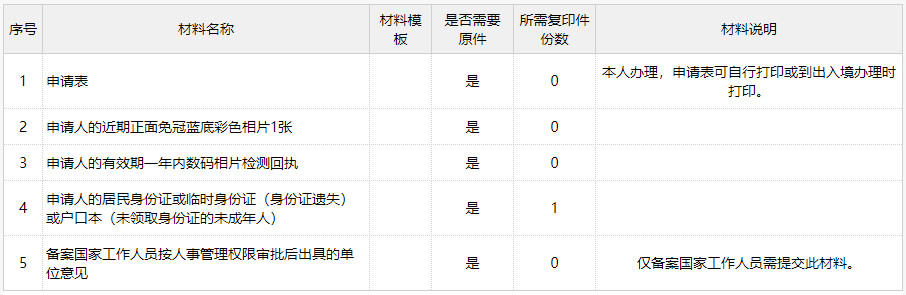 序号 材料名称 材料模板 是否需要原件 所需复印件份数 材料说明
1 申请表 是 0 本人办理，申请表可自行打印或到出入境办理时
打印。
2 申请人的近期正面免冠蓝底彩色相片1张 是 0
3 申请人的有效期一年内数码相片检测回执 是 0
4 申请人的居民身份证或临时身份证（身份证遗失）
或户口本（未领取身份证的未成年人） 是 1
5 备案国家工作人员按人事管理权限审批后出具的单
位意见 是 0 仅备案国家工作人员需提交此材料。